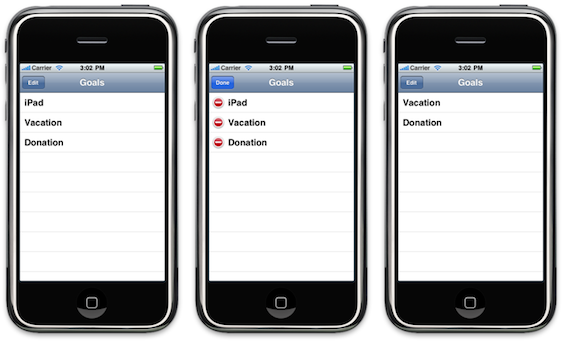 Carrier 3:02 PM
Edit Goals
iPad
Vacation
Donation
Carrier 3:02 PM
Done Goals
iPad
Vacation
Donation
Carrier 3:02 PM
Edit Goals
Vacation
Donation